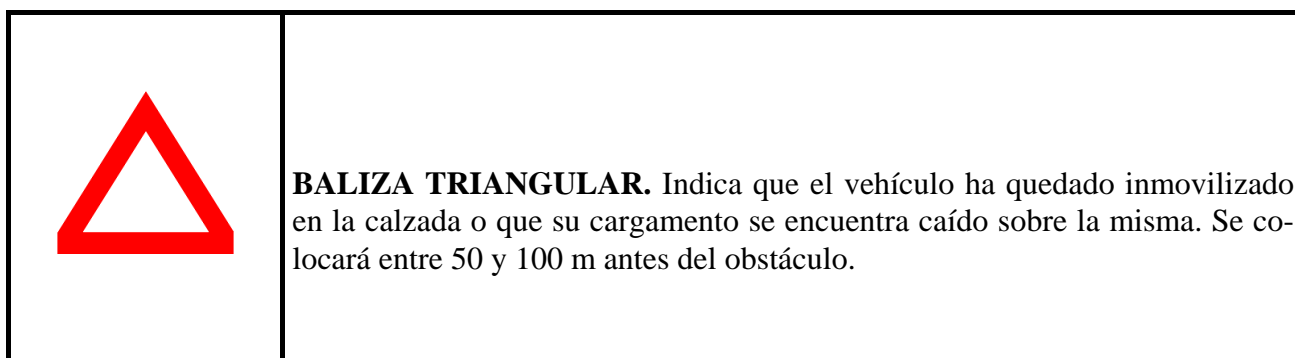 BALIZA TRIANGULAR. Indica que el vehículo ha quedado inmovilizado
en la calzada o que su cargamento se encuentra caído sobre la misma. Se co-
locará entre 50 y 100 m antes del obstáculo.